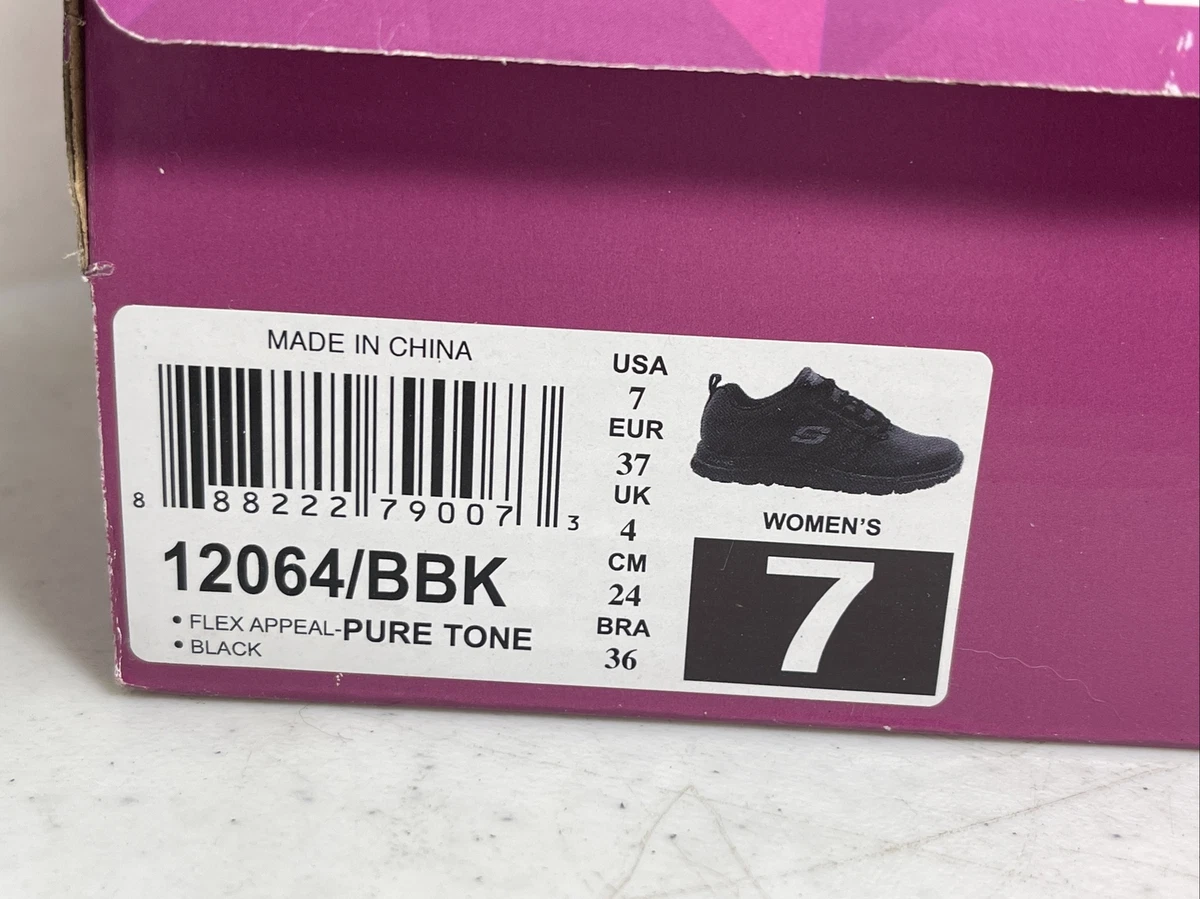 MADE IN CHINA
8 88222 79007 3
12064/BBK
• FLEX APPEAL-PURE TONE
• BLACK
USA
7
EUR
37
UK
4
CM
24
BRA
36
S
WOMEN'S
7